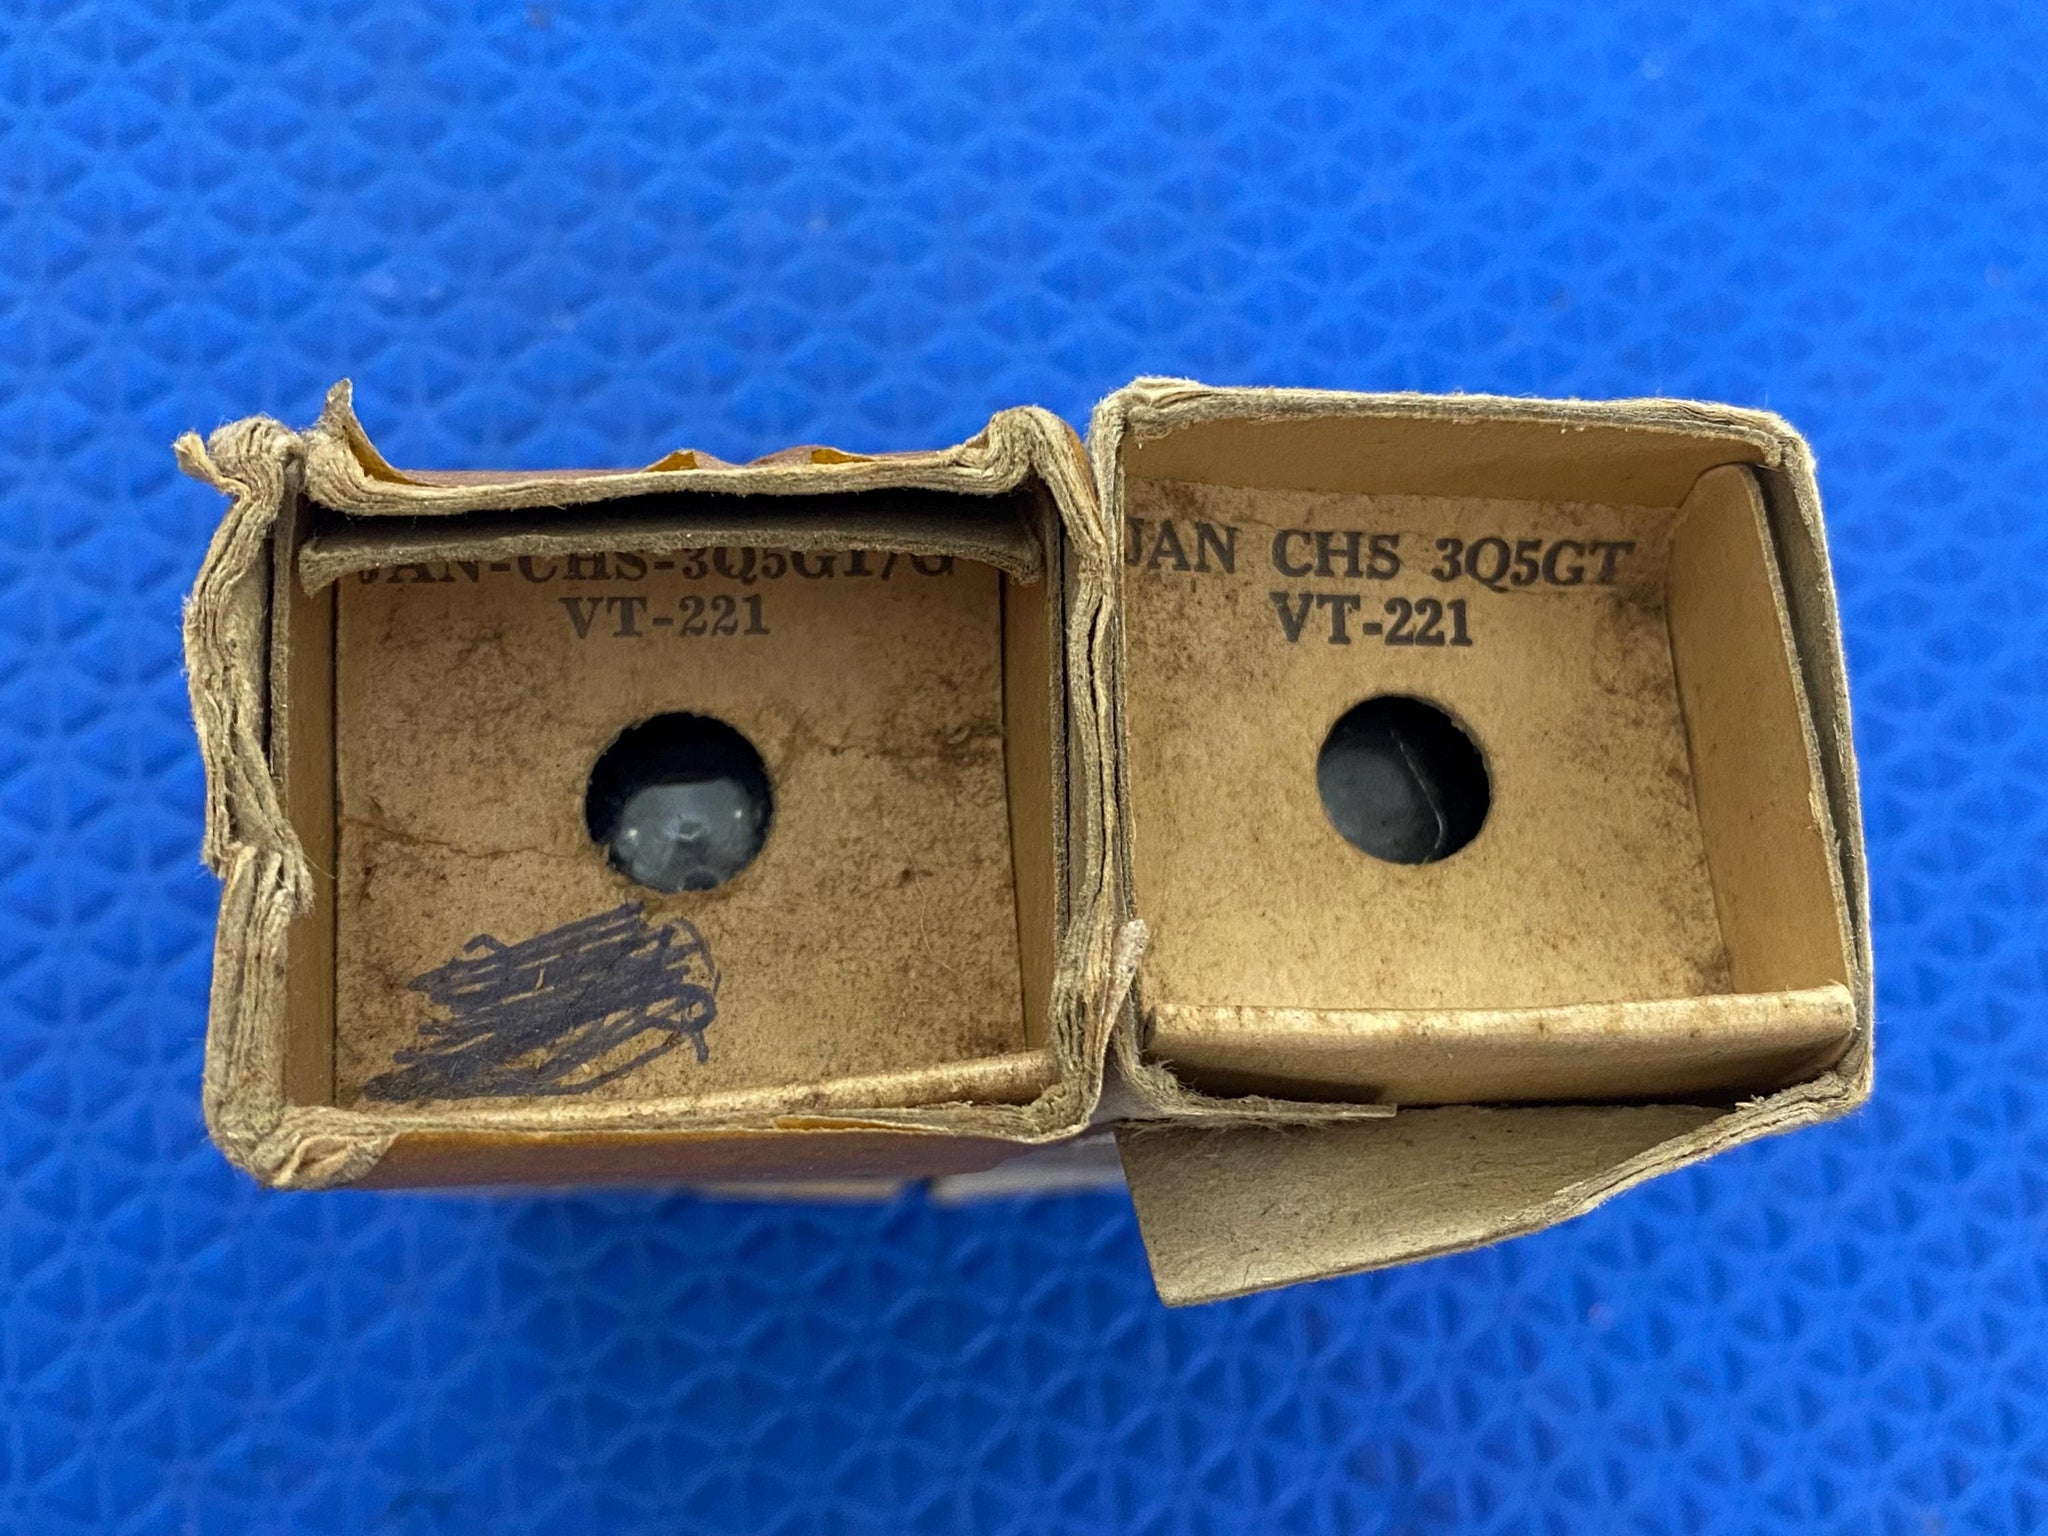 JAN-CHS-3Q5GT/G
VT-221
JAN CHS 3Q5GT
VT-221